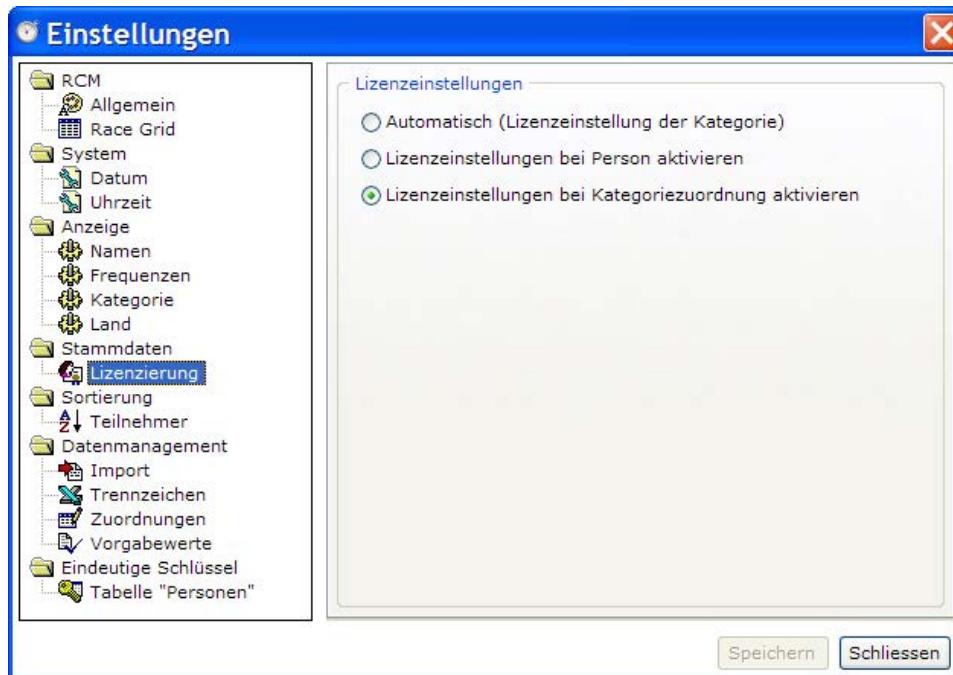 Einstellungen
RCM
Allgemein
Race Grid
System
Datum
Uhrzeit
Anzeige
Namen
Frequenzen
Kategorie
Land
Stammdaten
Lizenzierung
Sortierung
Teilnehmer
Datenmanagement
Import
Trennzeichen
Zuordnungen
Vorgabewerte
Eindeutige Schlüssel
Tabelle "Personen"
Lizenzeinstellungen
Automatisch (Lizenzeinstellung der Kategorie)
Lizenzeinstellungen bei Person aktivieren
Lizenzeinstellungen bei Kategoriezuordnung aktivieren
Speichern
Schliessen